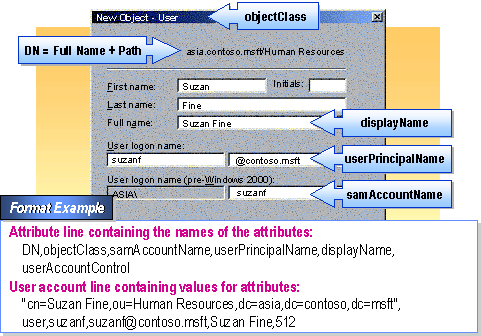 New Object - User
objectClass
DN = Full Name + Path
asia.contoso.msft/Human Resources
First name: Suzan Initials:
Last name: Fine
Full name: Suzan Fine
displayName
User logon name:
suzanf @contoso.msft
userPrincipalName
User logon name (pre-Windows 2000):
ASIA\ suzanf
samAccountName
Format Example
Attribute line containing the names of the attributes:
DN,objectClass,samAccountName,userPrincipalName,displayName,
userAccountControl
User account line containing values for attributes:
"cn=Suzan Fine,ou=Human Resources,dc=asia,dc=contoso,dc=msft",
user,suzanf,suzanf@contoso.msft,Suzan Fine,512